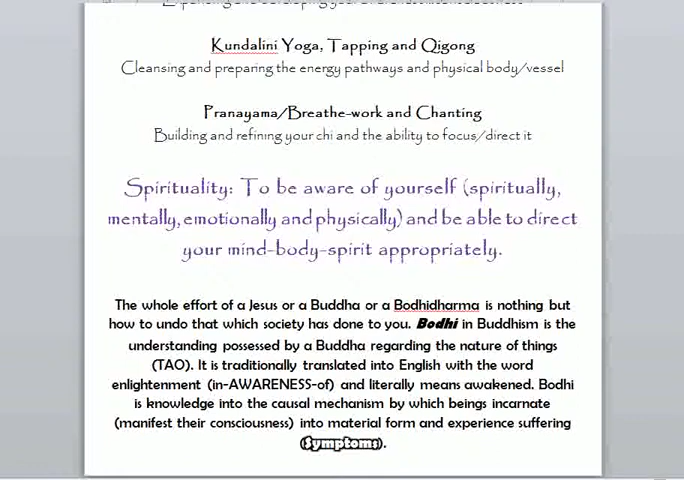 Expanding and developing your awareness/consciousness
Kundalini Yoga, Tapping and Qigong
Cleansing and preparing the energy pathways and physical body/vessel
Pranayama/Breathe-work and Chanting
Building and refining your chi and the ability to focus/direct it
Spirituality: To be aware of yourself (spiritually,
mentally, emotionally and physically) and be able to direct
your mind-body-spirit appropriately.
The whole effort of a Jesus or a Buddha or a Bodhidharma is nothing but
how to undo that which society has done to you. Bodhi in Buddhism is the
understanding possessed by a Buddha regarding the nature of things
(TAO). It is traditionally translated into English with the word
enlightenment (in-AWARENESS-of) and literally means awakened. Bodhi
is knowledge into the causal mechanism by which beings incarnate
(manifest their consciousness) into material form and experience suffering
(Symptoms).